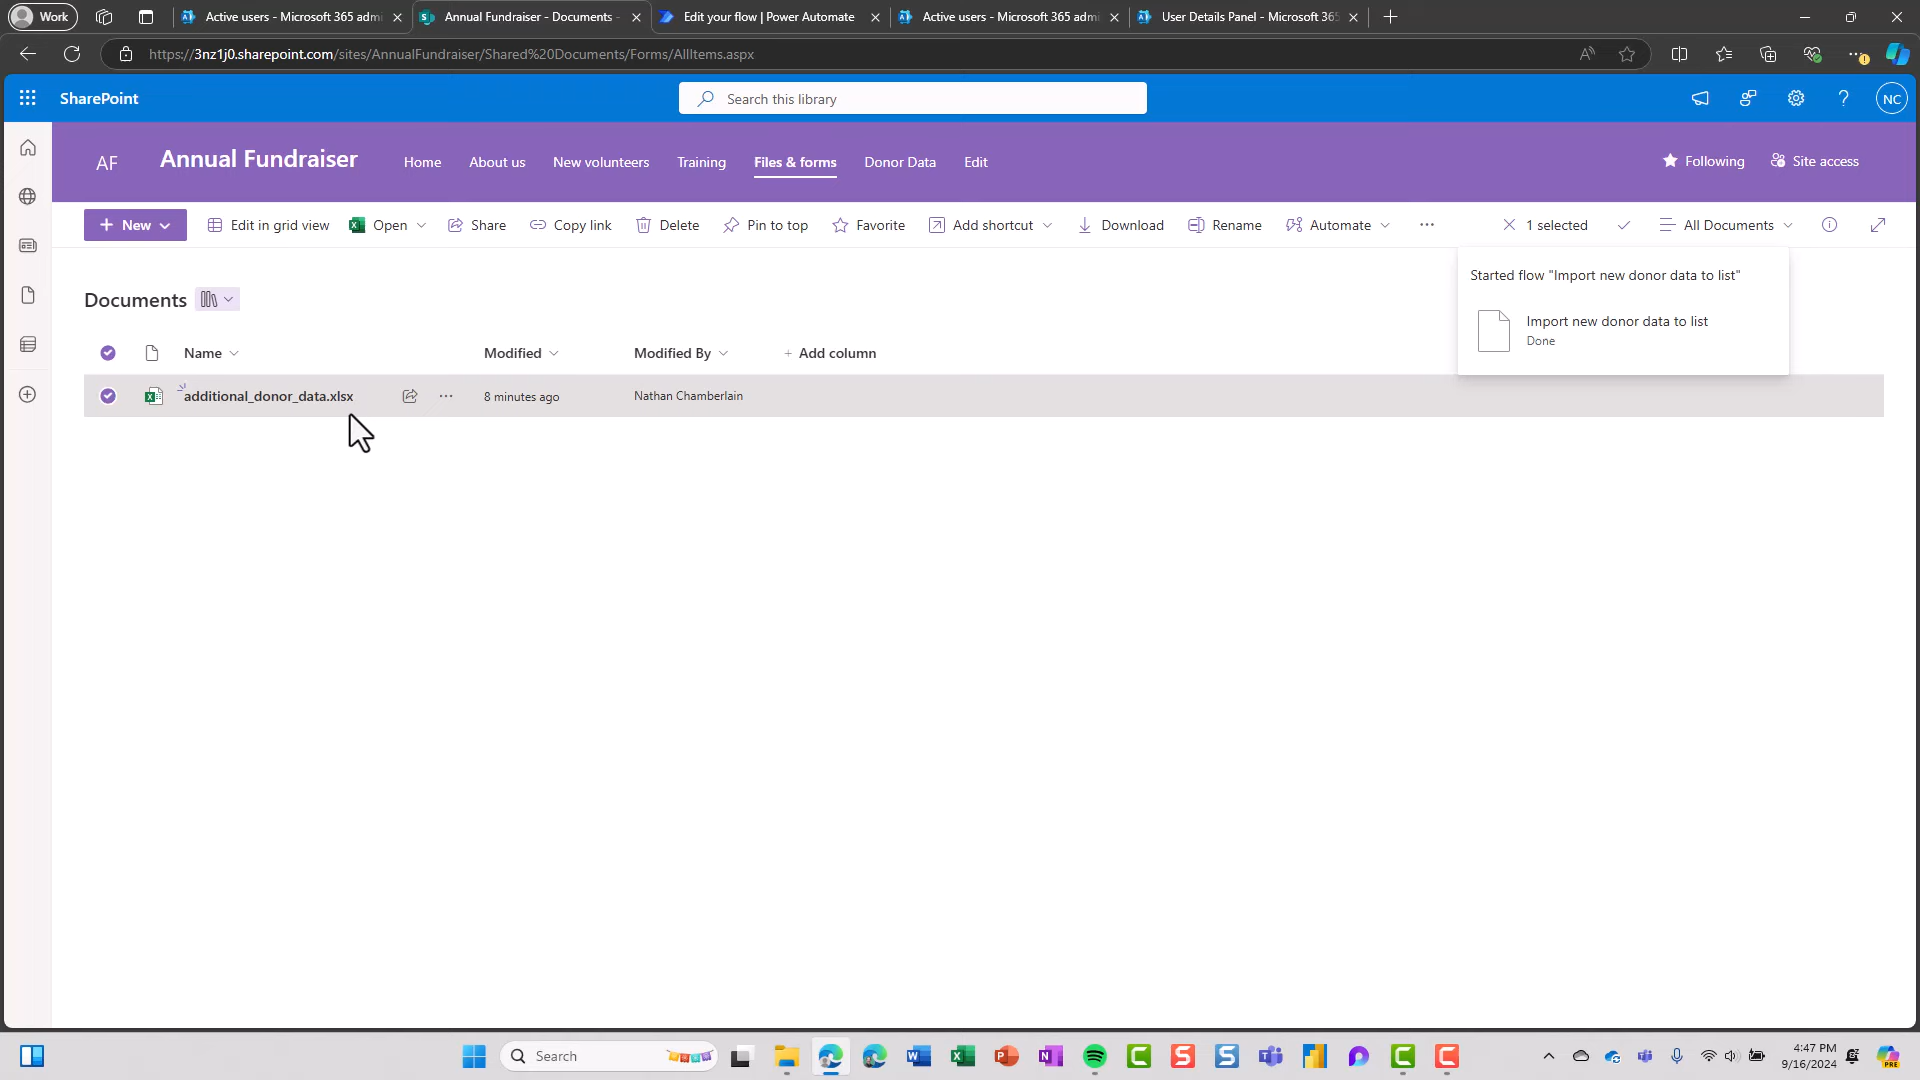 Work
Active users - Microsoft 365 admi
Annual Fundraiser - Documents -
Edit your flow | Power Automate
Active users - Microsoft 365 admi
User Details Panel - Microsoft 365
https://3nz1j0.sharepoint.com/sites/AnnualFundraiser/Shared%20Documents/Forms/AllItems.aspx
SharePoint
Search this library
NC
AF
Annual Fundraiser
Home
About us
New volunteers
Training
Files & forms
Donor Data
Edit
Following
Site access
New
Edit in grid view
Open
Share
Copy link
Delete
Pin to top
Favorite
Add shortcut
Download
Rename
Automate
1 selected
All Documents
Started flow "Import new donor data to list"
Import new donor data to list
Done
Documents
Name
Modified
Modified By
+ Add column
additional_donor_data.xlsx
8 minutes ago
Nathan Chamberlain
Search
4:47 PM
9/16/2024
PRE